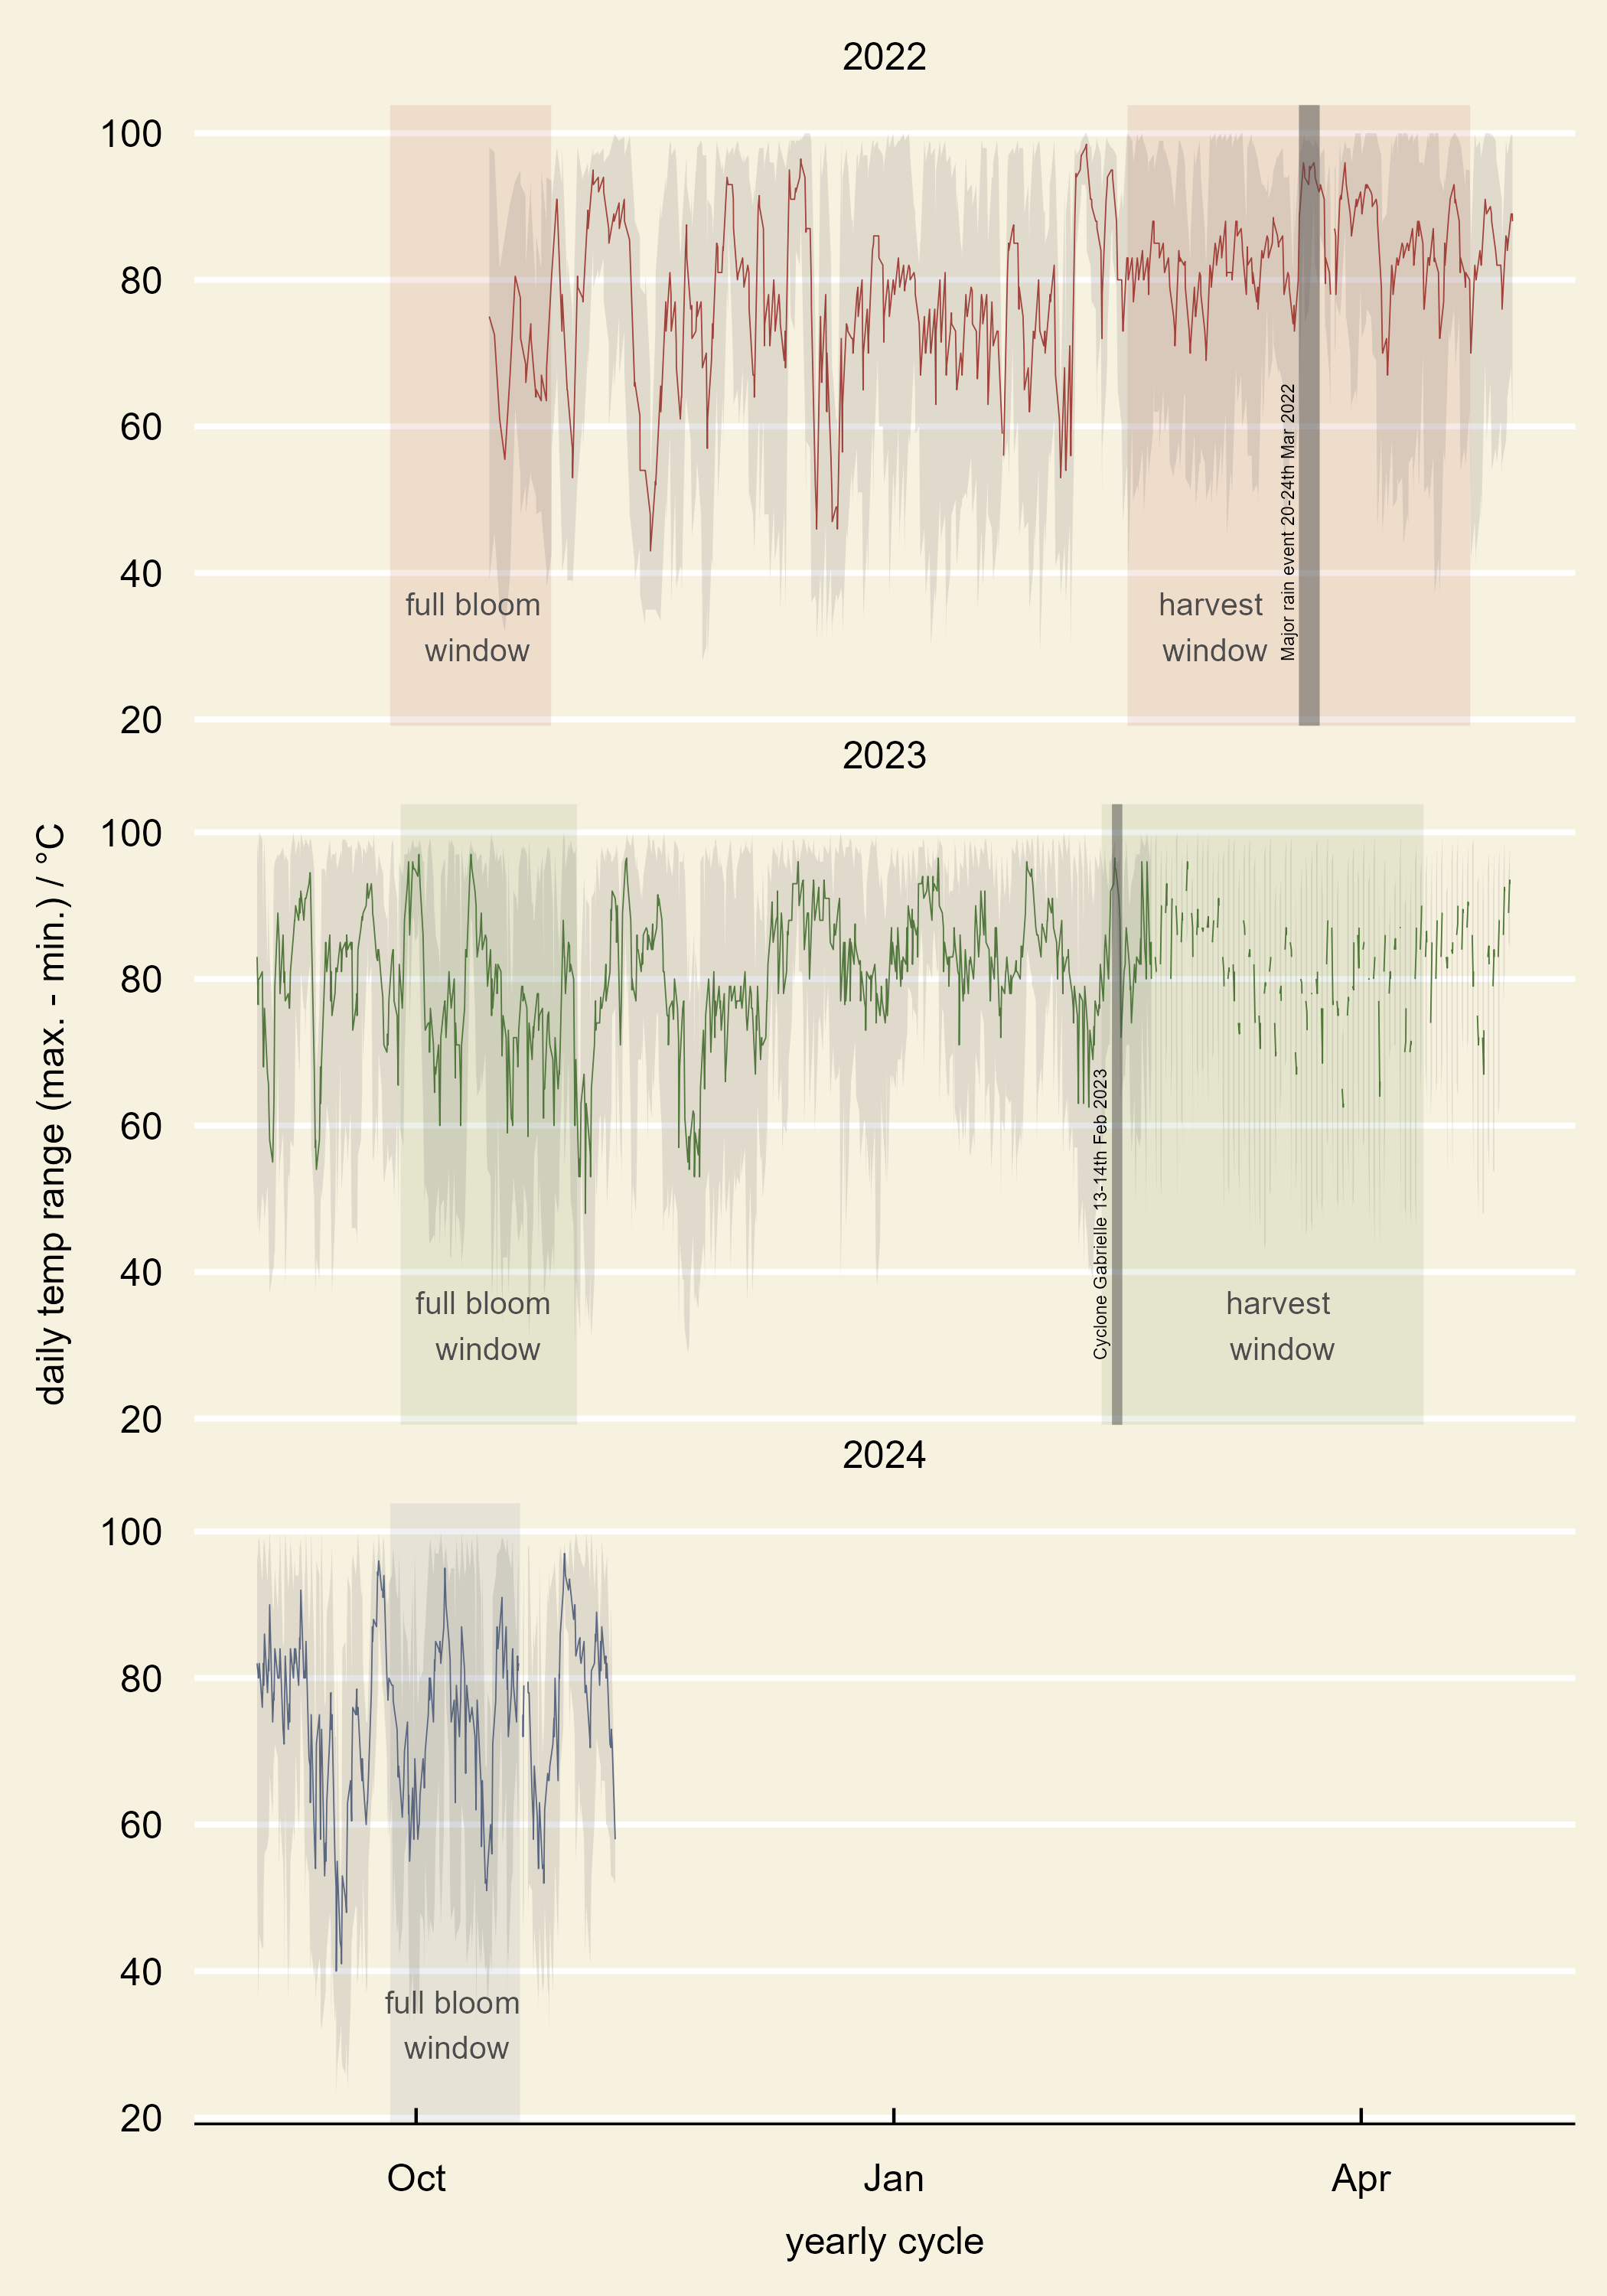 2022
100
80
60
40
20
full bloom
window
harvest
window
Major rain event 20-24th Mar 2022
2023
daily temp range (max. - min.) / °C
100
80
60
40
20
full bloom
window
Cyclone Gabrielle 13-14th Feb 2023
harvest
window
2024
100
80
60
40
20
full bloom
window
Oct
Jan
Apr
yearly cycle